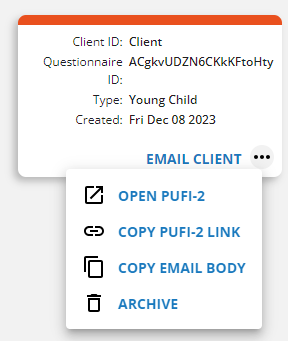 Client ID: Client
Questionnaire ACgkvUDZN6CKkKFtoHty
ID:
Type: Young Child
Created: Fri Dec 08 2023
EMAIL CLIENT
OPEN PUFI-2
COPY PUFI-2 LINK
COPY EMAIL BODY
ARCHIVE